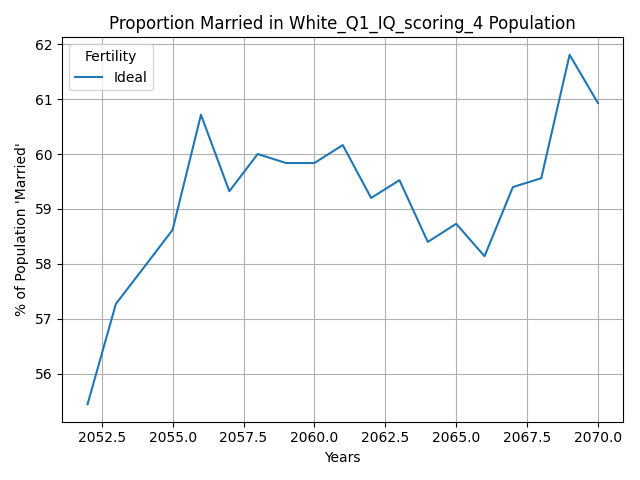 Proportion Married in White_Q1_IQ_scoring_4 Population
Fertility
Ideal
% of Population 'Married'
62
61
60
59
58
57
56
2052.5 2055.0 2057.5 2060.0 2062.5 2065.0 2067.5 2070.0
Years